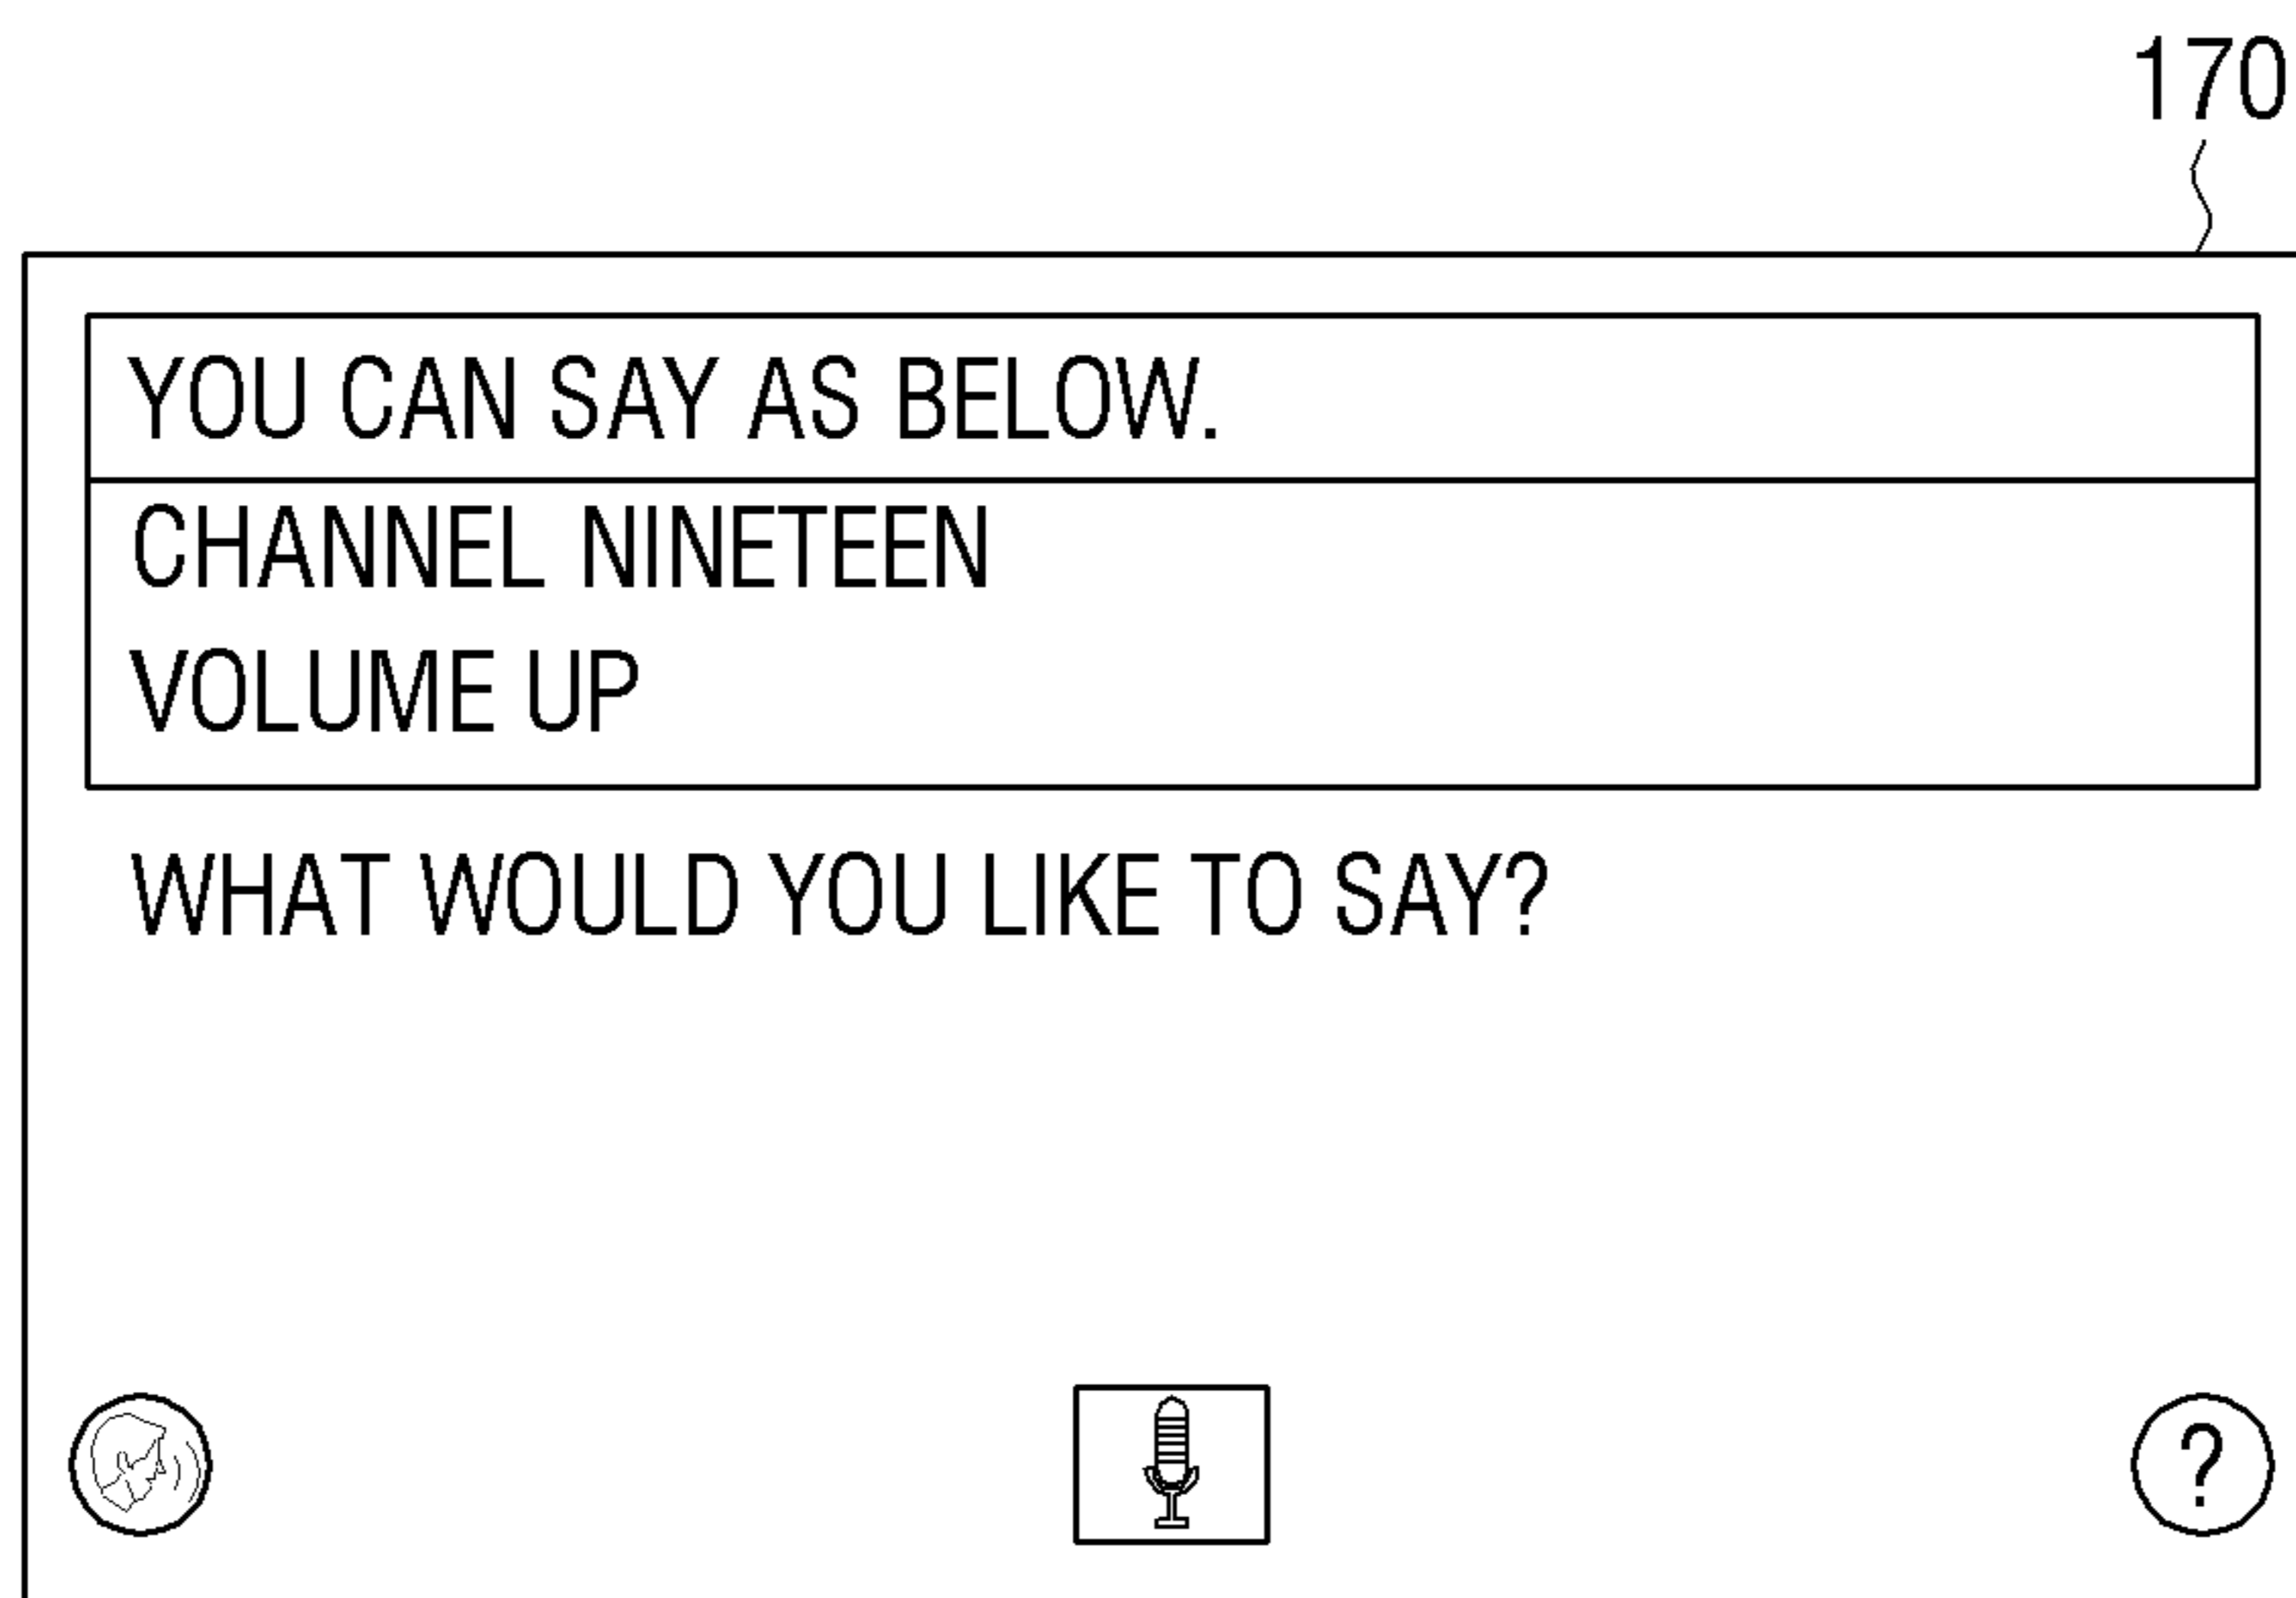 170
YOU CAN SAY AS BELOW.
CHANNEL NINETEEN
VOLUME UP
WHAT WOULD YOU LIKE TO SAY?
?